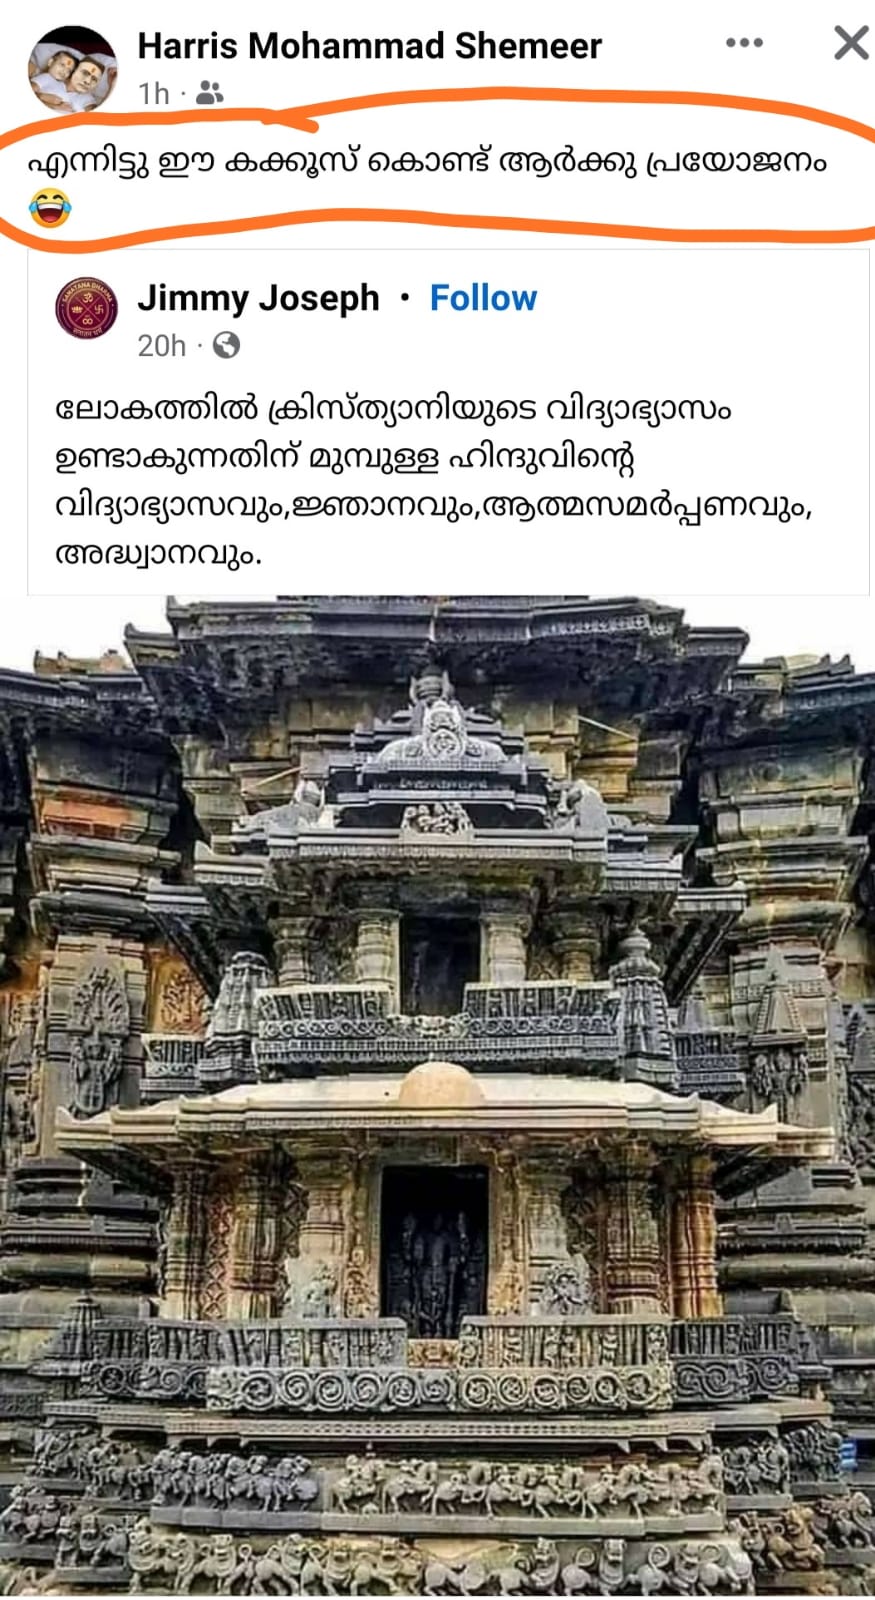 Harris Mohammad Shemeer
1h ·
എന്നിട്ടു ഈ കക്കൂസ് കൊണ്ട് ആർക്കു പ്രയോജനം
😂
Jimmy Joseph • Follow
20h ·
ലോകത്തിൽ ക്രിസ്ത്യാനിയുടെ വിദ്യാഭ്യാസം
ഉണ്ടാകുന്നതിന് മുമ്പുള്ള ഹിന്ദുവിന്റെ
വിദ്യാഭ്യാസവും,ജ്ഞാനവും,ആത്മസമർപ്പണവും,
അദ്ധ്വാനവും.